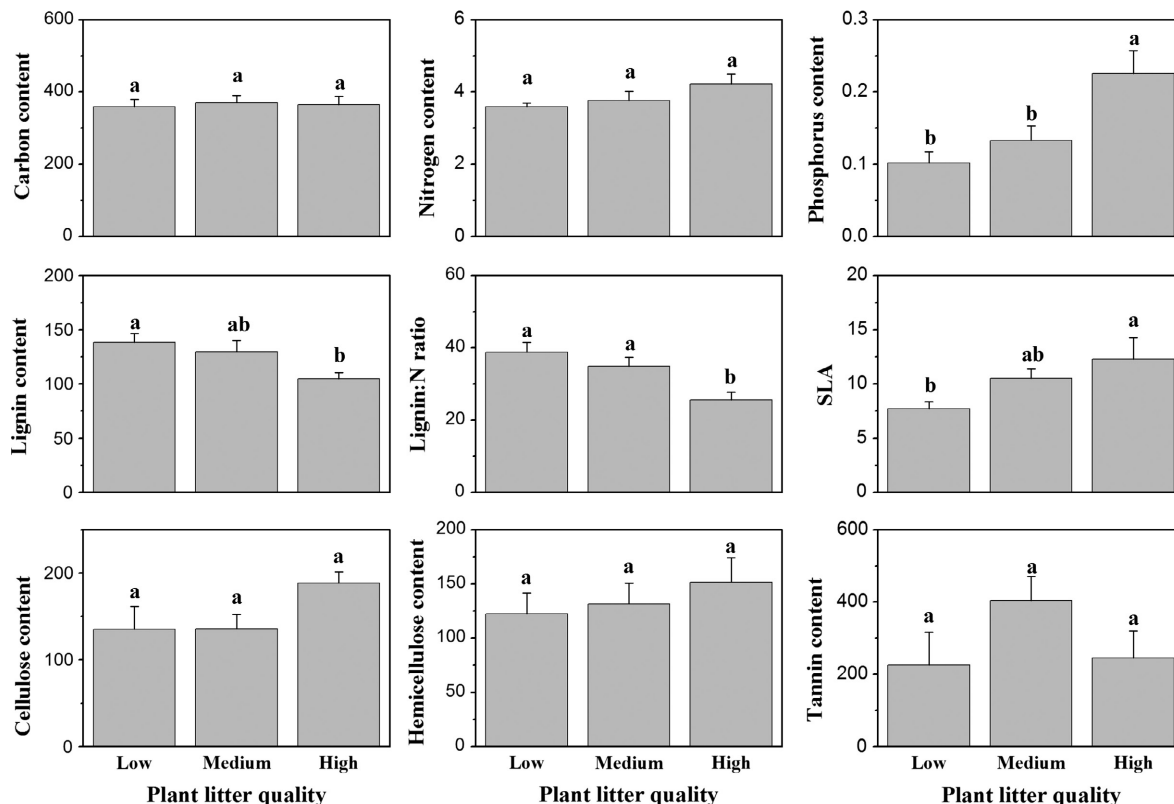 Carbon content
600
400
200
0
a
a
a
Nitrogen content
6
4
2
0
a
a
a
Phosphorus content
0.3
0.2
0.1
0.0
b
b
a
Lignin content
200
150
100
50
0
a
ab
b
Lignin:N ratio
60
40
20
0
a
a
b
SLA
20
15
10
5
0
b
ab
a
Cellulose content
200
100
0
a
a
a
Low Medium High
Plant litter quality
Hemicellulose content
200
150
100
50
0
a
a
a
Low Medium High
Plant litter quality
Tannin content
600
400
200
0
a
a
a
Low Medium High
Plant litter quality